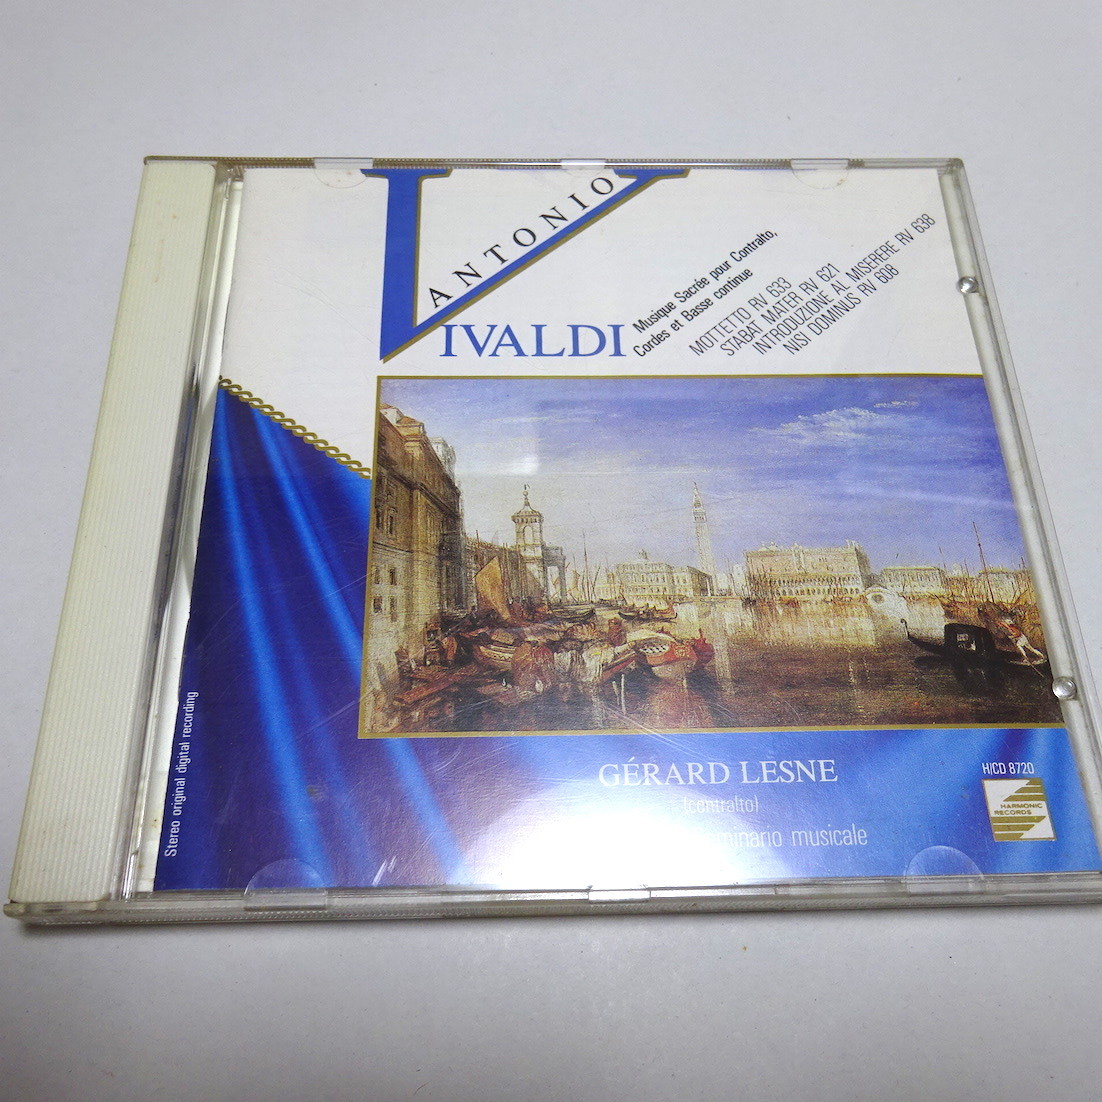 ANTONIO
VIVALDI
Musique Sacrée pour Contralto,
Cordes et Basse continue
MOTTETTO RV 633
STABAT MATER RV 621
INTRODUZIONE AL MISERERE RV 638
NISI DOMINUS RV 608
Stereo original digital recording
GÉRARD LESNE
(contralto)
musicale
H/CD 8720
HARMONIC
RECORDS